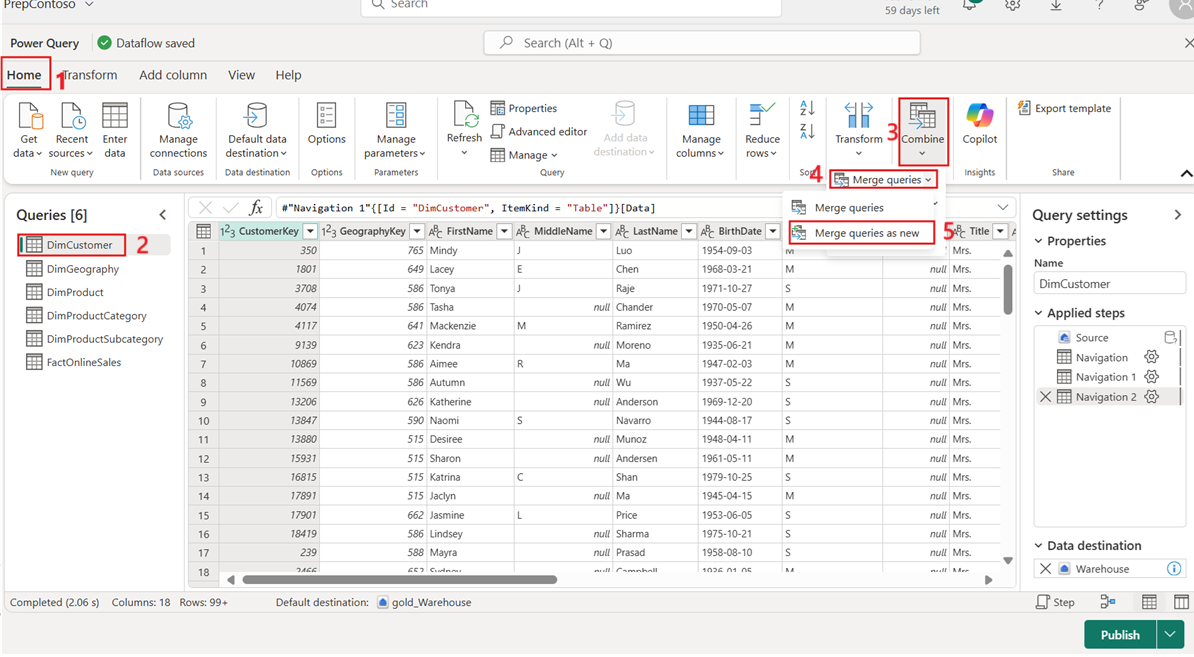 PrepContoso
Search
59 days left
Power Query
Dataflow saved
Search (Alt + Q)
Home
1
Transform
Add column
View
Help
Get data
Recent sources
Enter data
New query
Manage connections
Data sources
Default data destination
Data destination
Options
Options
Manage parameters
Parameters
Refresh
Properties
Advanced editor
Manage
Add data destination
Query
Manage columns
Reduce rows
Transform
3
Combine
Copilot
Insights
Export template
Share
4
Merge queries
Merge queries
Merge queries as new
5
Queries [6]
DimCustomer
2
DimGeography
DimProduct
DimProductCategory
DimProductSubcategory
FactOnlineSales
fx
#"Navigation 1"{[Id = "DimCustomer", ItemKind = "Table"]}[Data]
CustomerKey GeographyKey FirstName MiddleName LastName BirthDate Title
1 350 765 Mindy J Luo 1954-09-03 M Mrs.
2 1801 649 Lacey E Chen 1968-03-21 M null Mrs.
3 3708 586 Tonya J Raje 1971-10-27 S null Mrs.
4 4074 586 Tasha null Chander 1970-05-07 M null Mrs.
5 4117 641 Mackenzie M Ramirez 1950-04-26 M null Mrs.
6 9139 623 Kendra null Moreno 1935-06-21 M null Mrs.
7 10869 586 Aimee R Ma 1947-02-03 M null Mrs.
8 11569 586 Autumn null Wu 1937-05-22 S null Mrs.
9 13206 626 Katherine null Anderson 1969-12-20 S null Mrs.
10 13847 590 Naomi S Navarro 1944-08-17 S null Mrs.
11 13880 515 Desiree null Munoz 1948-04-11 M null Mrs.
12 15931 515 Sharon null Andersen 1961-05-11 M null Mrs.
13 16815 515 Katrina C Shan 1979-10-25 S null Mrs.
14 17891 515 Jaclyn null Ma 1945-04-15 M null Mrs.
15 17901 662 Jasmine L Price 1953-06-05 S null Mrs.
16 18419 586 Lindsey null Sharma 1975-10-21 S null Mrs.
17 239 588 Mayra null Prasad 1958-08-10 S null Mrs.
18 2466 652 Sydney null Campbell 1936-01-05 M null Mrs.
Query settings
Properties
Name
DimCustomer
Applied steps
Source
Navigation
Navigation 1
Navigation 2
Data destination
Warehouse
Completed (2.06 s) Columns: 18 Rows: 99+
Default destination: gold_Warehouse
Step
Publish